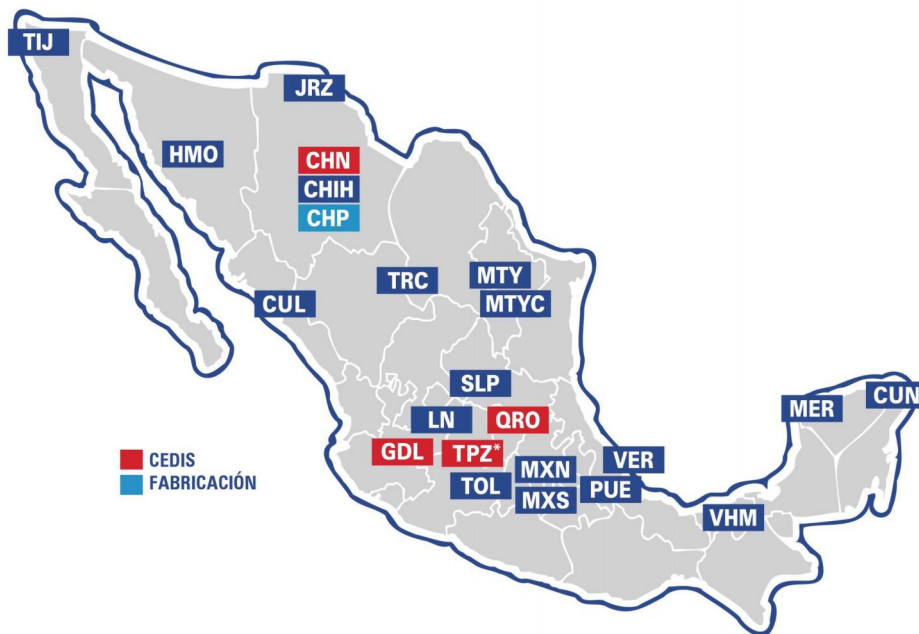 TIJ
JRZ
HMO
CHN
CHIH
CHP
TRC
MTY
MTYC
CUL
SLP
LN
QRO
MER
CUN
GDL
TPZ*
MXN
VER
TOL
MXS
PUE
VHM
CEDIS
FABRICACIÓN